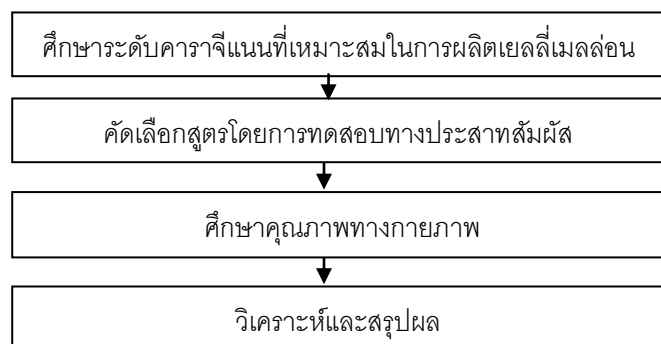 ศึกษาระดับคาราจีแนนที่เหมาะสมในการผลิตเยลลี่เมลล่อน
คัดเลือกสูตรโดยการทดสอบทางประสาทสัมผัส
ศึกษาคุณภาพทางกายภาพ
วิเคราะห์และสรุปผล